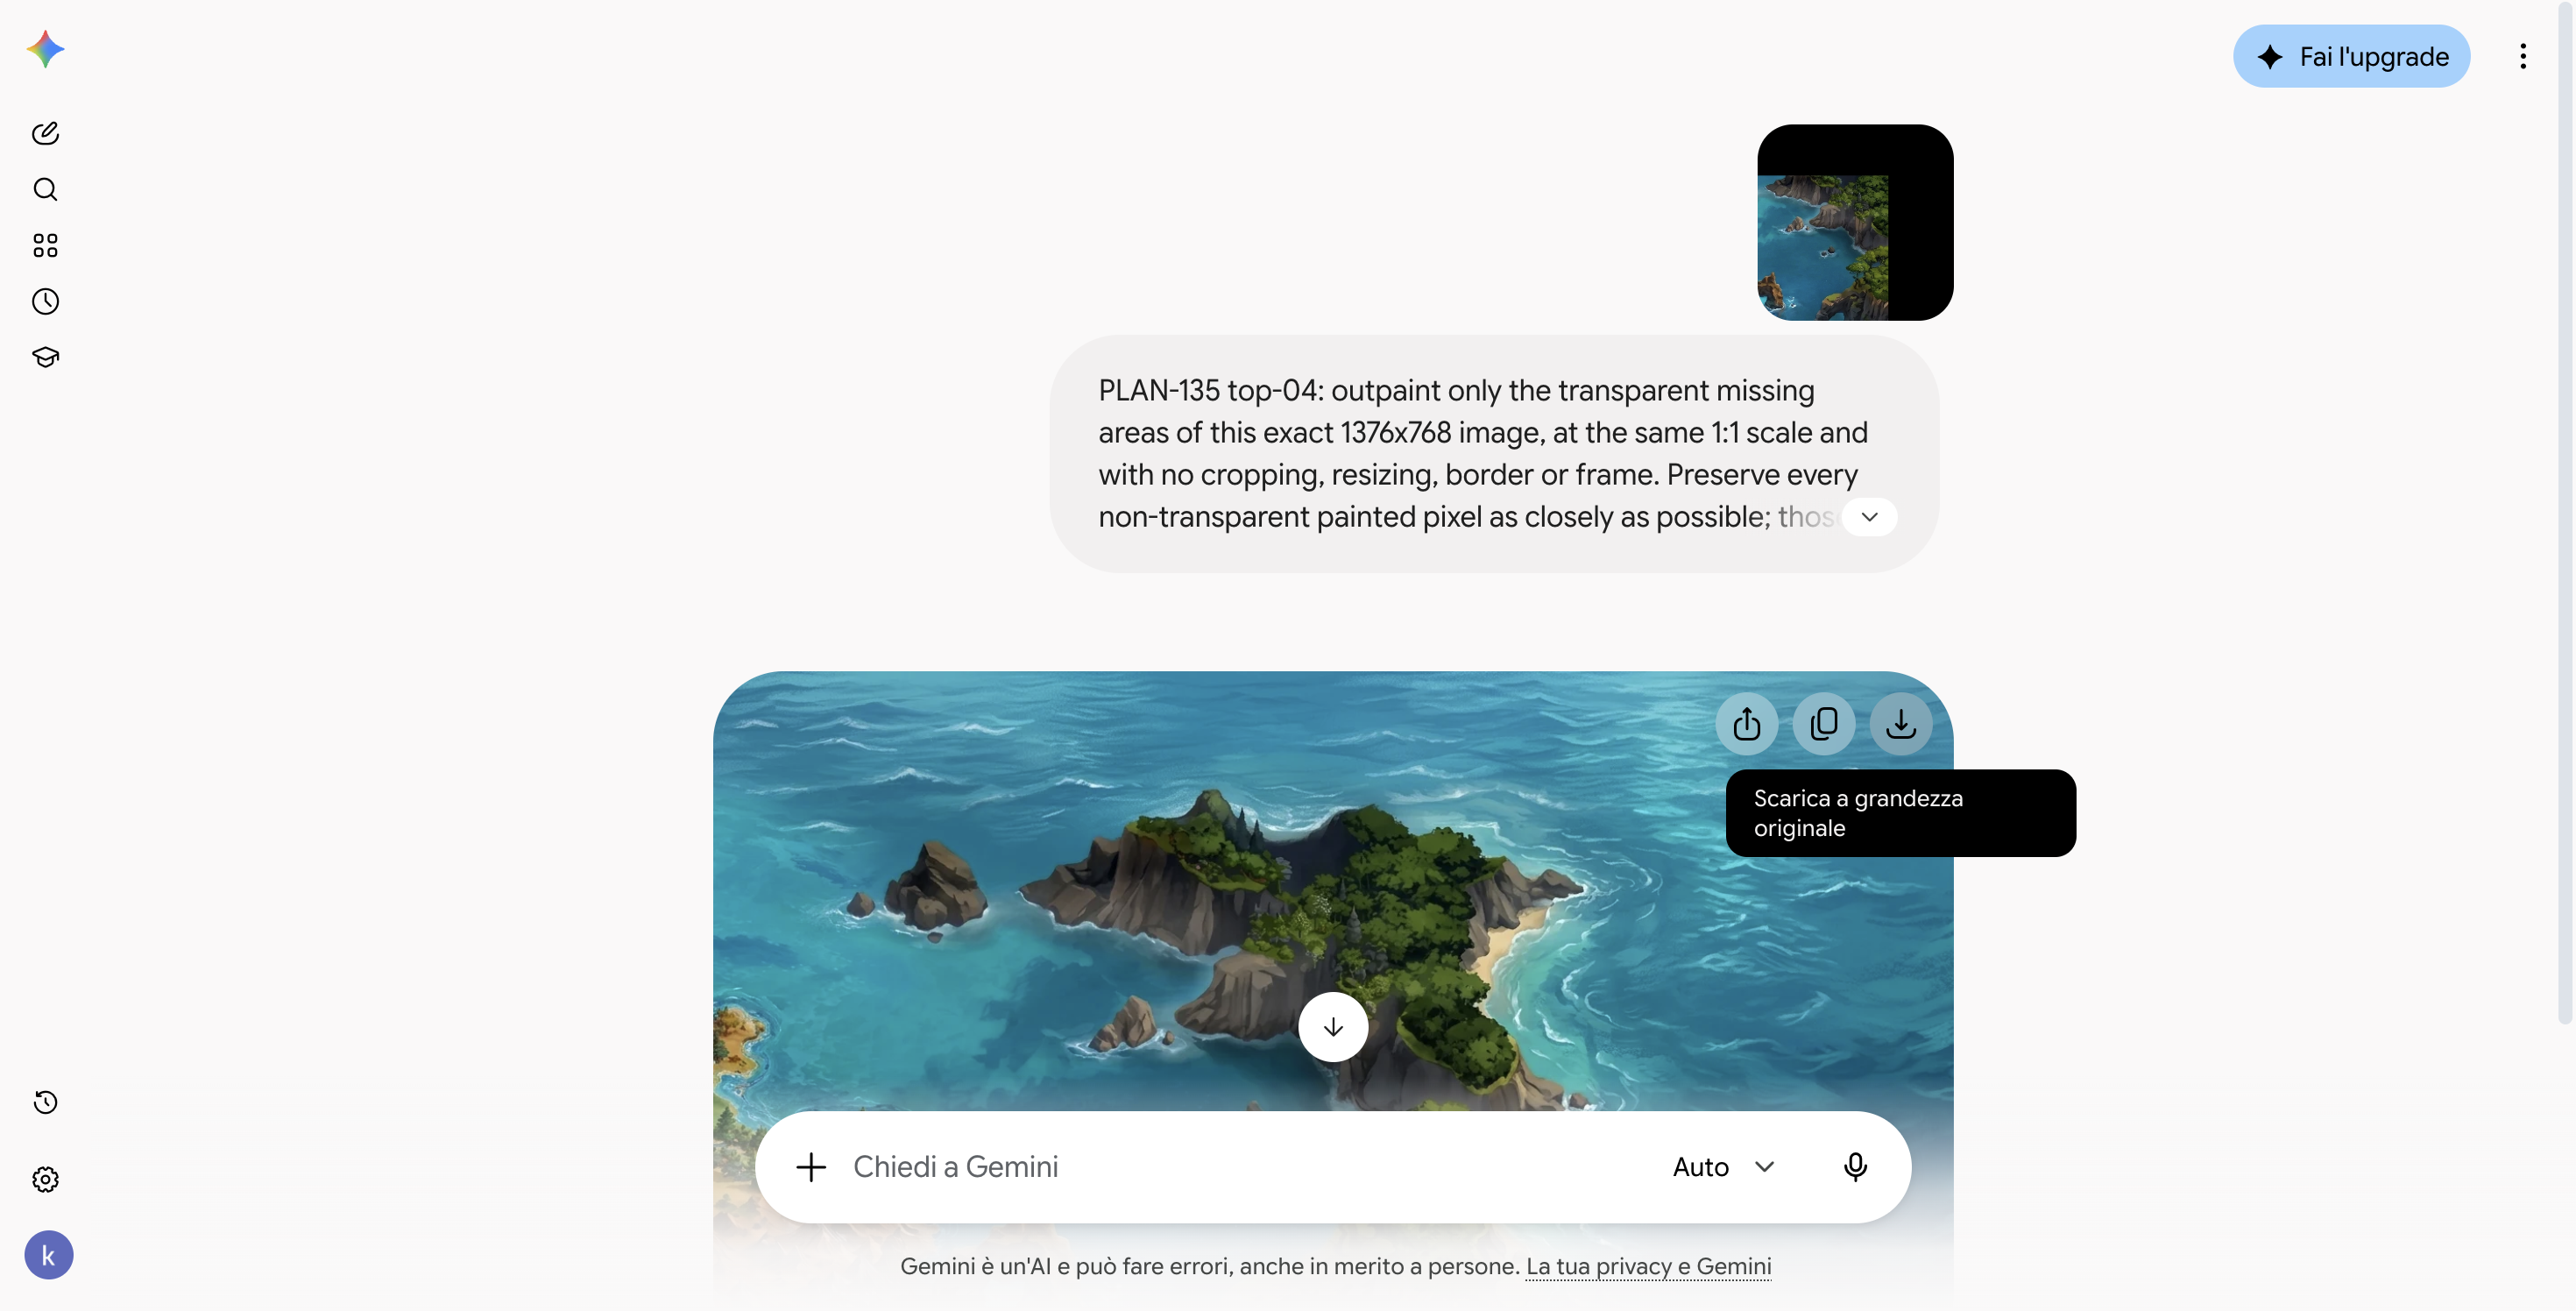 Fai l'upgrade
PLAN-135 top-04: outpaint only the transparent missing
areas of this exact 1376x768 image, at the same 1:1 scale and
with no cropping, resizing, border or frame. Preserve every
non-transparent painted pixel as closely as possible; thos
Scarica a grandezza
originale
Chiedi a Gemini
Auto
k
Gemini è un'AI e può fare errori, anche in merito a persone. La tua privacy e Gemini